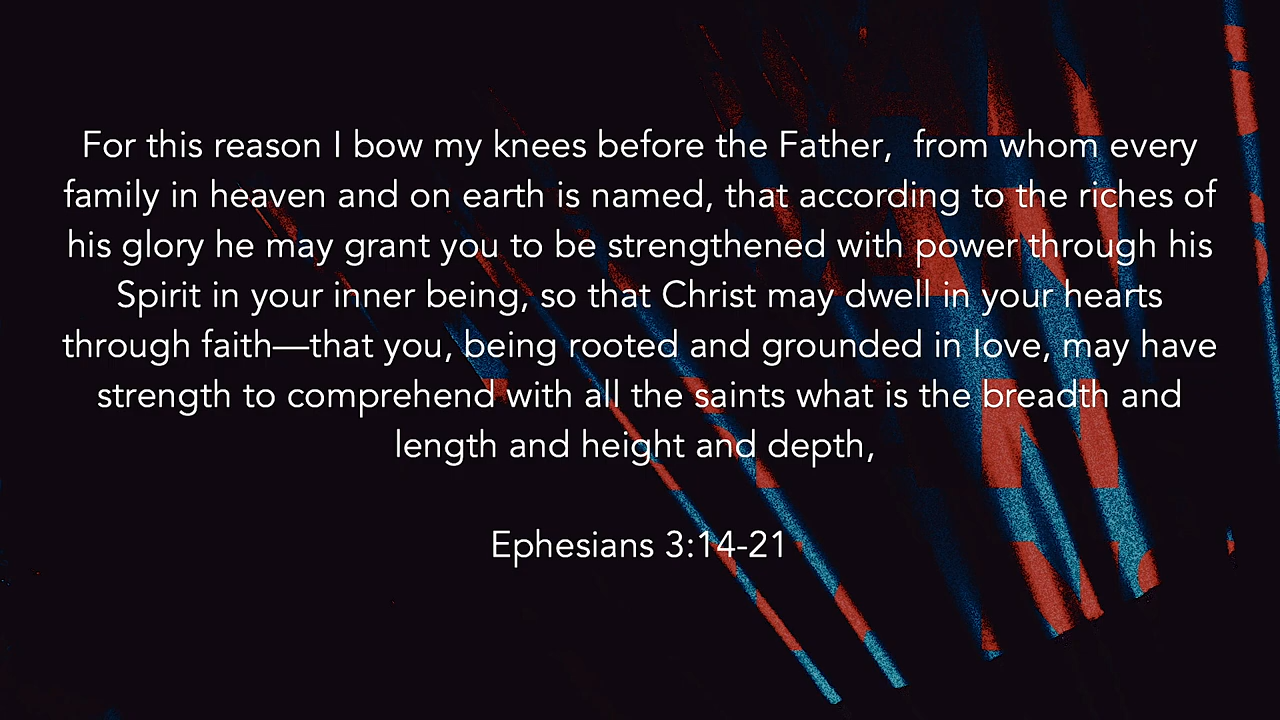 For this reason I bow my knees before the Father,  from whom every
family in heaven and on earth is named, that according to the riches of
his glory he may grant you to be strengthened with power through his
Spirit in your inner being, so that Christ may dwell in your hearts
through faith—that you, being rooted and grounded in love, may have
strength to comprehend with all the saints what is the breadth and
length and height and depth,
Ephesians 3:14-21